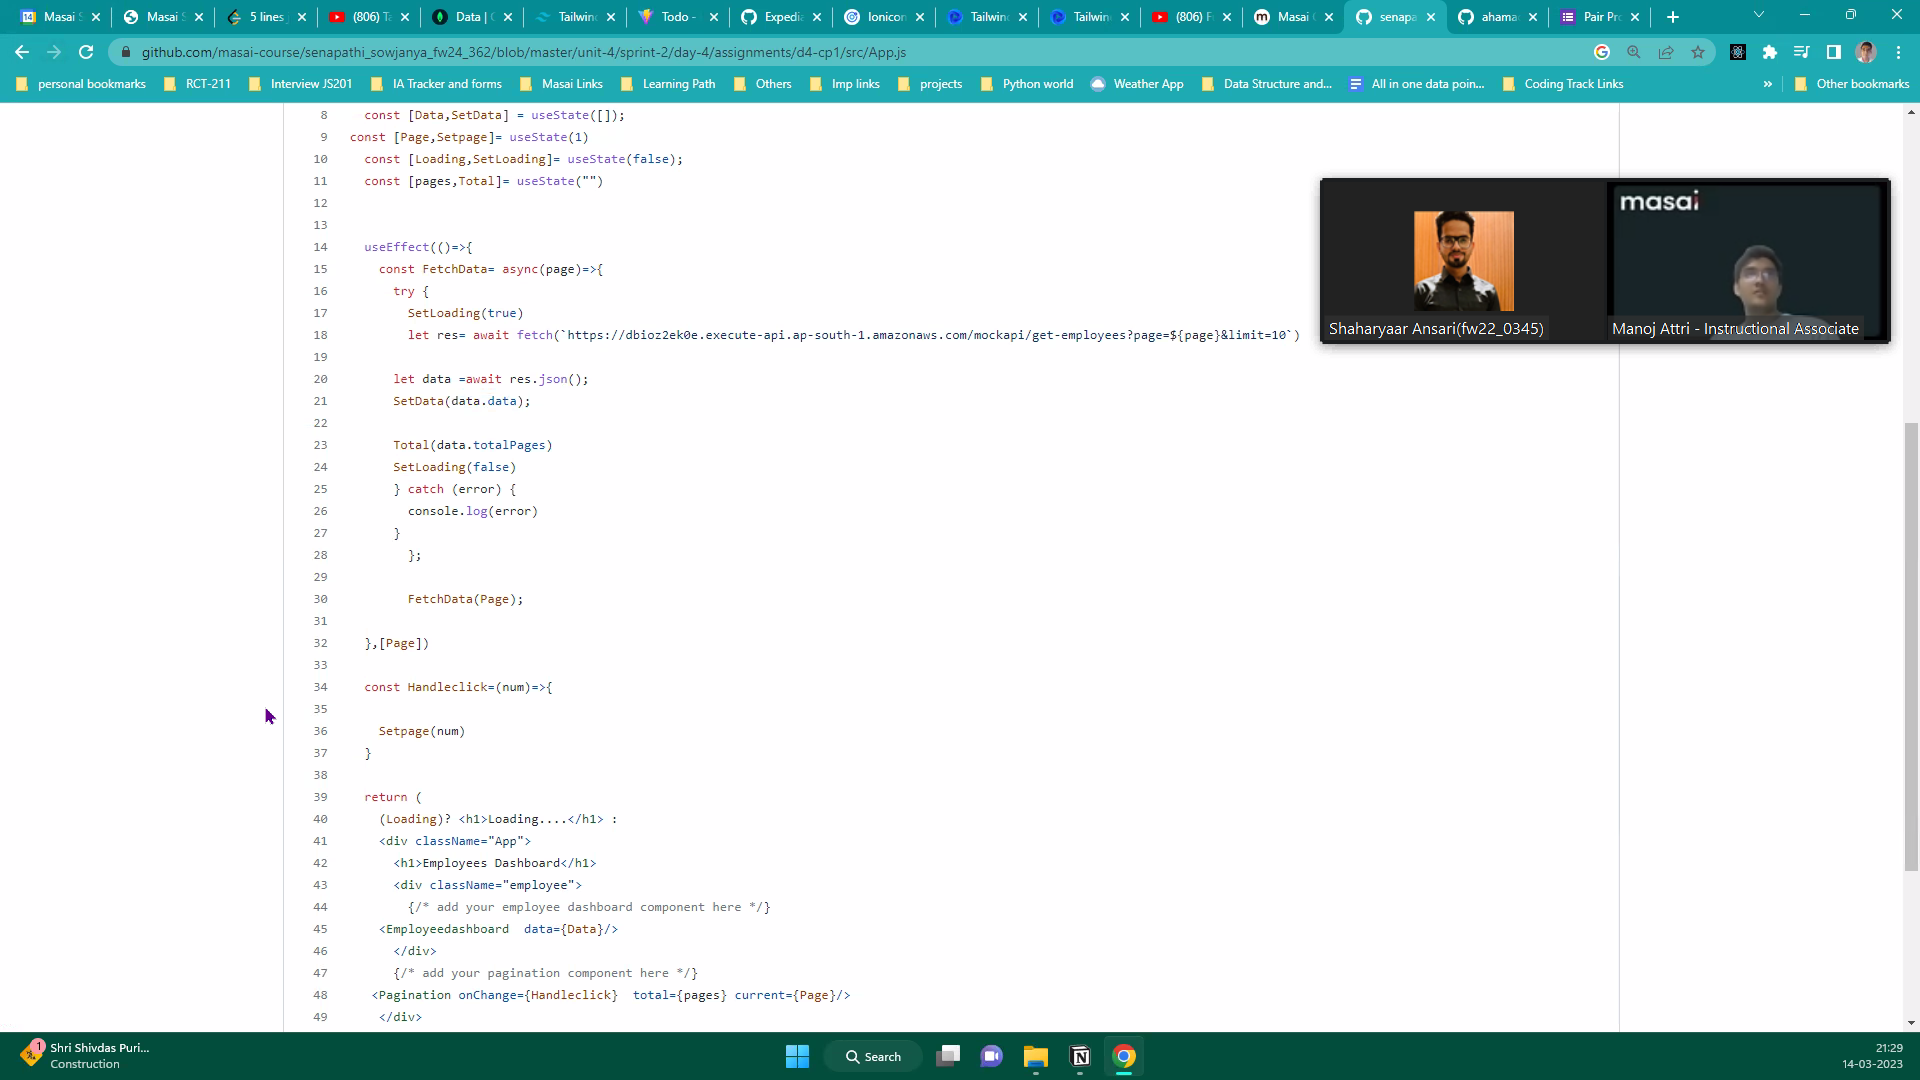 Masai S
Masai S
5 lines
(806) Ta
Data | 
Tailwin
Todo -
Expedia
Ionicon
Tailwin
Tailwin
(806) F
Masai 
senapa
ahama
Pair Pr
github.com/masai-course/senapathi_sowjanya_fw24_362/blob/master/unit-4/sprint-2/day-4/assignments/d4-cp1/src/App.js
personal bookmarks
RCT-211
Interview JS201
IA Tracker and forms
Masai Links
Learning Path
Others
Imp links
projects
Python world
Weather App
Data Structure and...
All in one data poin...
Coding Track Links
»
Other bookmarks
8 const [Data,SetData] = useState([]);
9 const [Page,Setpage]= useState(1)
10 const [Loading,SetLoading]= useState(false);
11 const [pages,Total]= useState("")
12
13
14 useEffect(()=>{
15 const FetchData= async(page)=>{
16 try {
17 SetLoading(true)
18 let res= await fetch(`https://dbioz2ek0e.execute-api.ap-south-1.amazonaws.com/mockapi/get-employees?page=${page}&limit=10`)
19
20 let data =await res.json();
21 SetData(data.data);
22
23 Total(data.totalPages)
24 SetLoading(false)
25 } catch (error) {
26 console.log(error)
27 }
28 };
29
30 FetchData(Page);
31
32 },[Page])
33
34 const Handleclick=(num)=>{
35
36 Setpage(num)
37 }
38
39 return (
40 (Loading)? <h1>Loading....</h1> :
41 <div className="App">
42 <h1>Employees Dashboard</h1>
43 <div className="employee">
44 {/* add your employee dashboard component here */}
45 <Employeedashboard data={Data}/>
46 </div>
47 {/* add your pagination component here */}
48 <Pagination onChange={Handleclick} total={pages} current={Page}/>
49 </div>
masai
Shaharyaar Ansari(fw22_0345)
Manoj Attri - Instructional Associate
1
Shri Shivdas Puri...
Construction
Search
21:29
14-03-2023